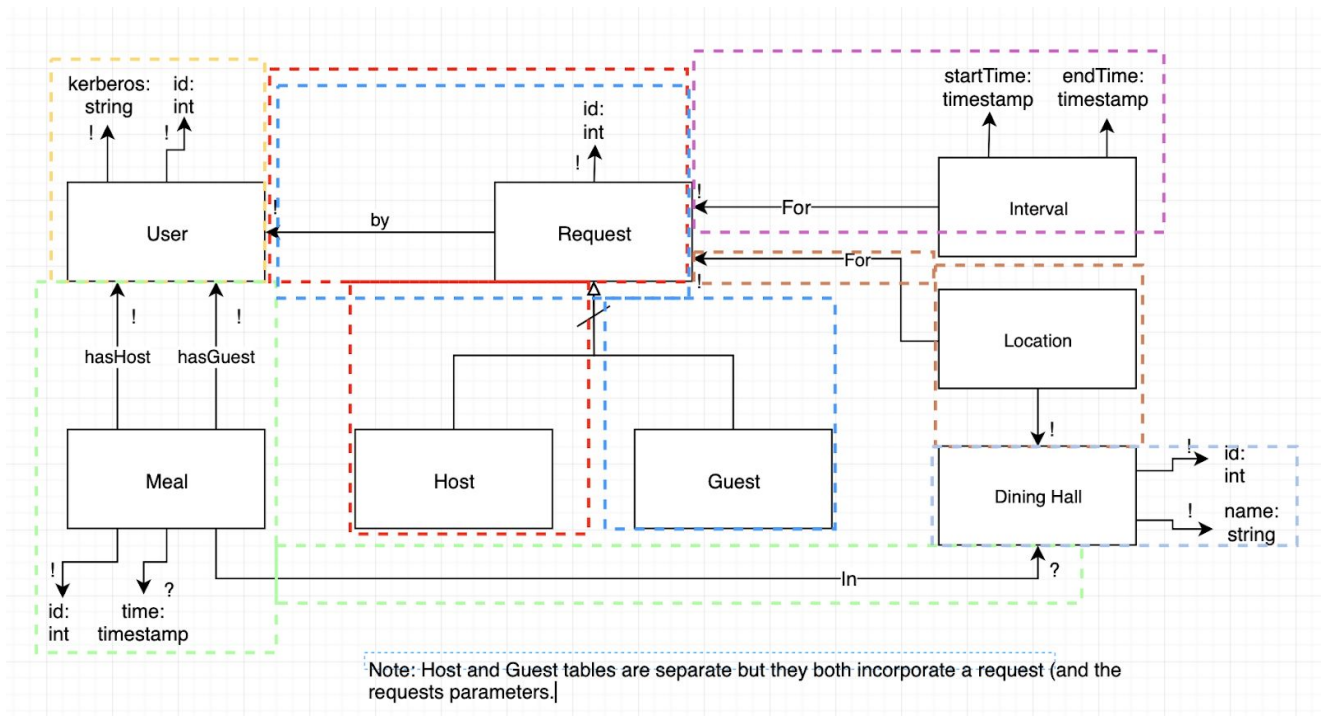 kerberos:
string
id:
int
!
!
User
!
by
id:
int
!
Request
!
For
startTime:
timestamp
endTime:
timestamp
Interval
For
!
Location
!
!
!
hasHost
hasGuest
Meal
Host
Guest
Dining Hall
!
id:
int
!
name:
string
!
id:
int
?
time:
timestamp
In
?
Note: Host and Guest tables are separate but they both incorporate a request (and the
requests parameters.